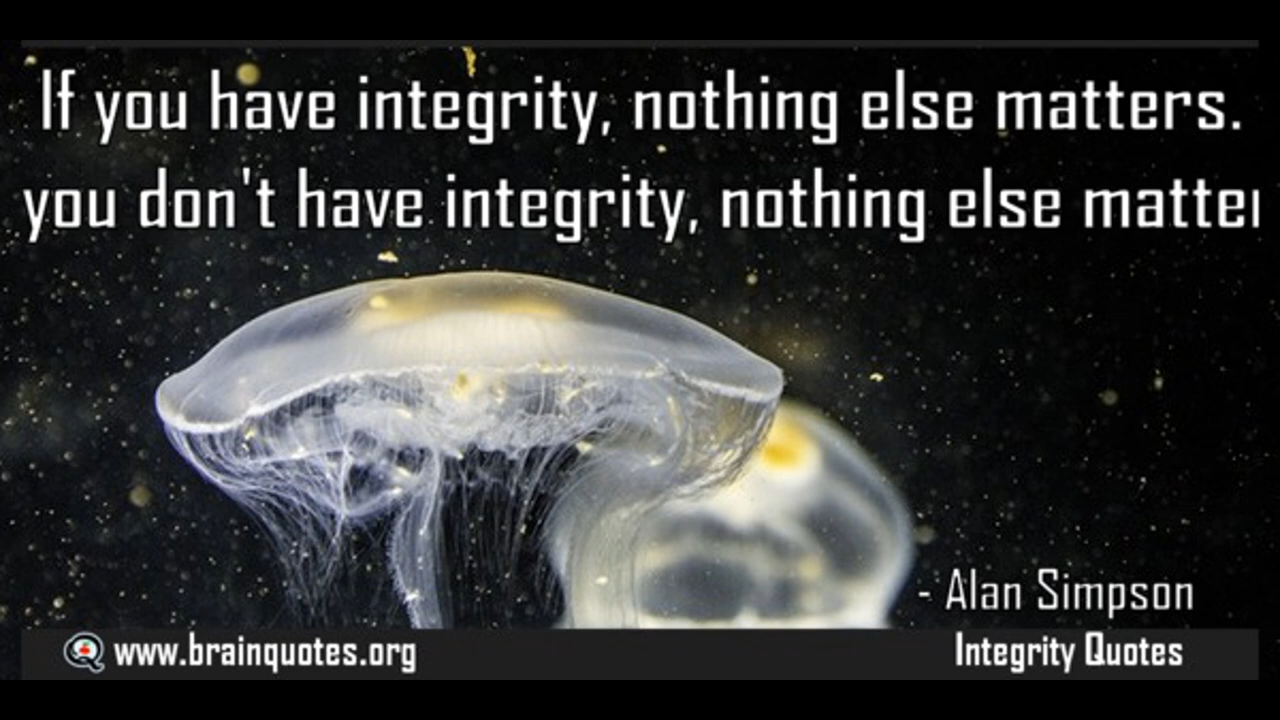 If you have integrity, nothing else matters.
you don't have integrity, nothing else matter
- Alan Simpson
www.brainquotes.org
Integrity Quotes